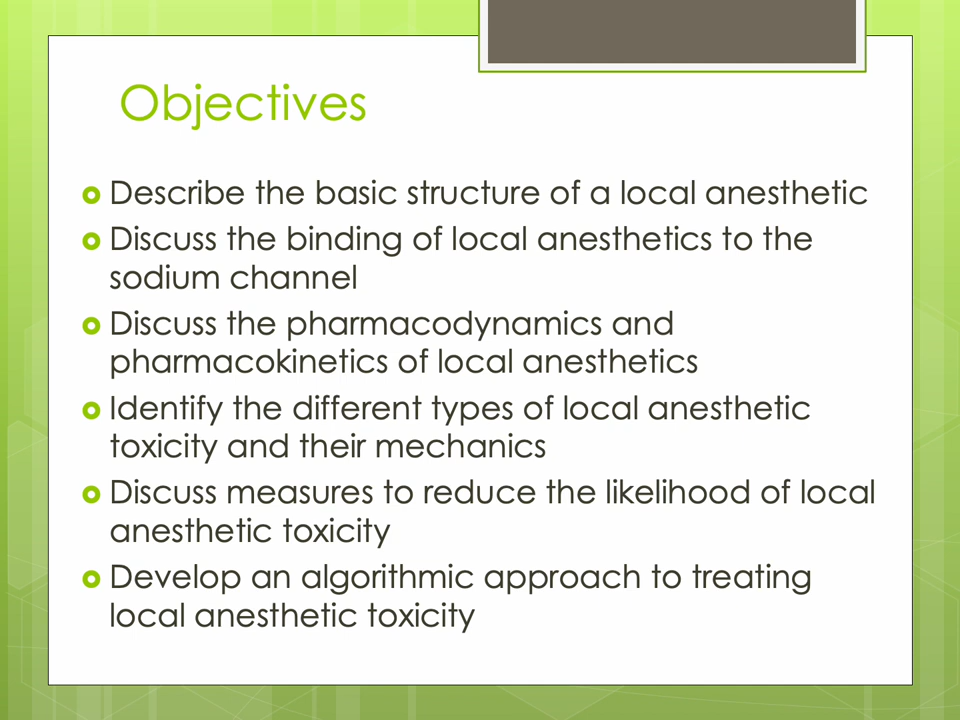 Objectives
Describe the basic structure of a local anesthetic
Discuss the binding of local anesthetics to the
sodium channel
Discuss the pharmacodynamics and
pharmacokinetics of local anesthetics
Identify the different types of local anesthetic
toxicity and their mechanics
Discuss measures to reduce the likelihood of local
anesthetic toxicity
Develop an algorithmic approach to treating
local anesthetic toxicity